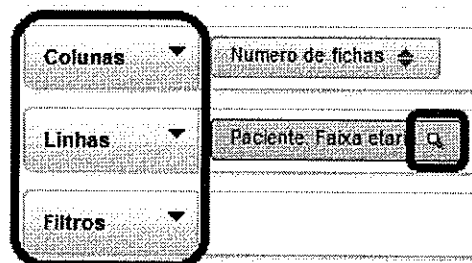 Colunas Numero de fichas
Linhas Paciente: Faixa etar
Filtros